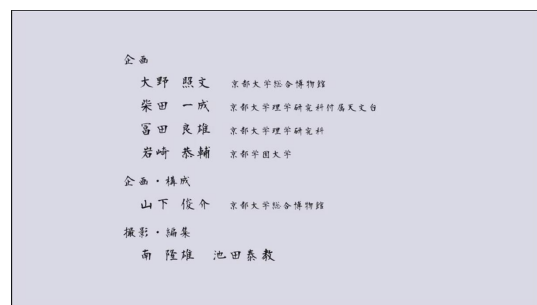 企画
大野 照文 京都大学総合博物館
柴田 一成 京都大学理学研究科付属天文台
冨田 良雄 京都大学理学研究科
岩崎 恭輔 京都学園大学
企画・構成
山下 俊介 京都大学総合博物館
撮影・編集
南 隆雄 池田泰教